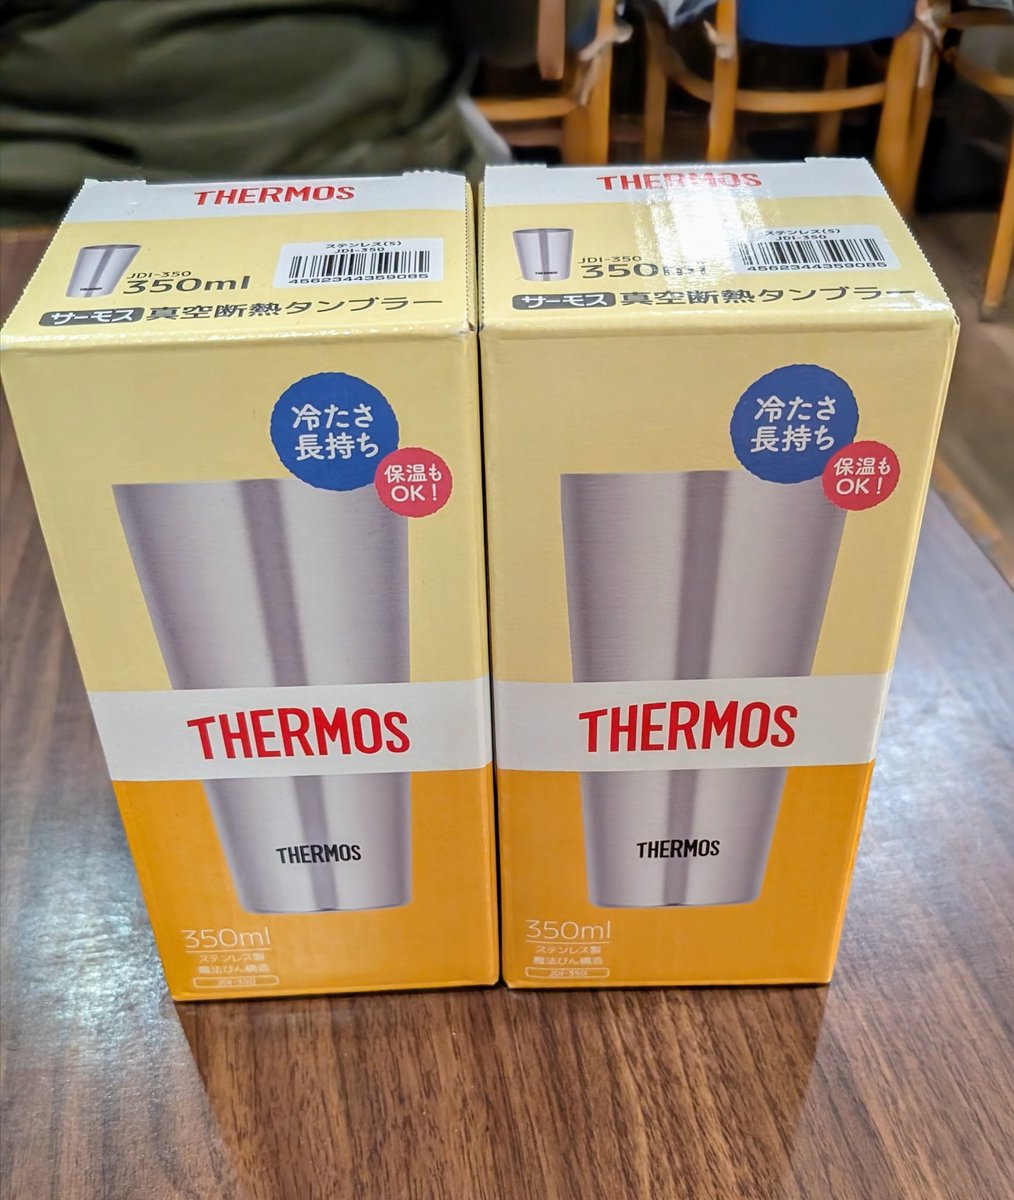 THERMOS
ステンレス(S)
JDI-350
4562344359085
THERMOS
JDI-350
350ml
サーモス 真空断熱タンブラー
冷たさ
長持ち
保温も
OK!
THERMOS
THERMOS
350ml
ステンレス製
魔法びん構造
JDI-350
THERMOS
ステンレス(S)
JDI-350
4562344359085
THERMOS
JDI-350
350ml
サーモス 真空断熱タンブラー
冷たさ
長持ち
保温も
OK!
THERMOS
THERMOS
350ml
ステンレス製
魔法びん構造
JDI-350